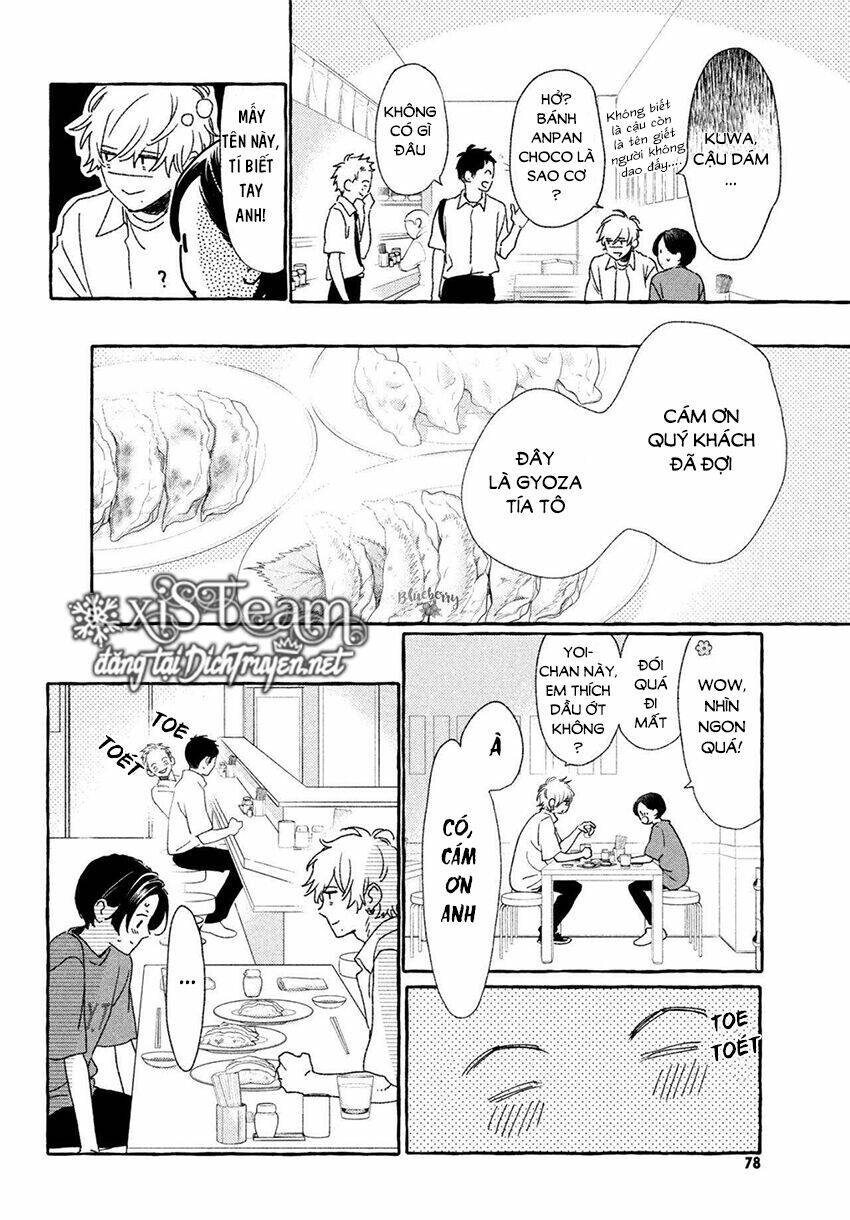 KUWA,
CẬU DÁM
...
Không biết
là cậu còn
là tên giết
người không
dao đấy....
HỞ?
BÁNH
ANPAN
CHOCO LÀ
SAO CƠ
?
KHÔNG
CÓ GÌ
ĐÂU
MẤY
TÊN NÀY,
TÍ BIẾT
TAY
ANH!
?
CÁM ƠN
QUÝ KHÁCH
ĐÃ ĐỢI
ĐÂY
LÀ GYOZA
TÍA TÔ
Blueberry
xiSTeam
đăng tại DichTruyen.net
WOW,
NHÌN
NGON
QUÁ!
ĐÓI
QUÁ
ĐI
MẤT
YOI-
CHAN NÀY,
EM THÍCH
DẦU ỚT
KHÔNG
?
À
CÓ,
CÁM
ƠN
ANH
TOE
TOÉT
...
TOE
TOÉT
78